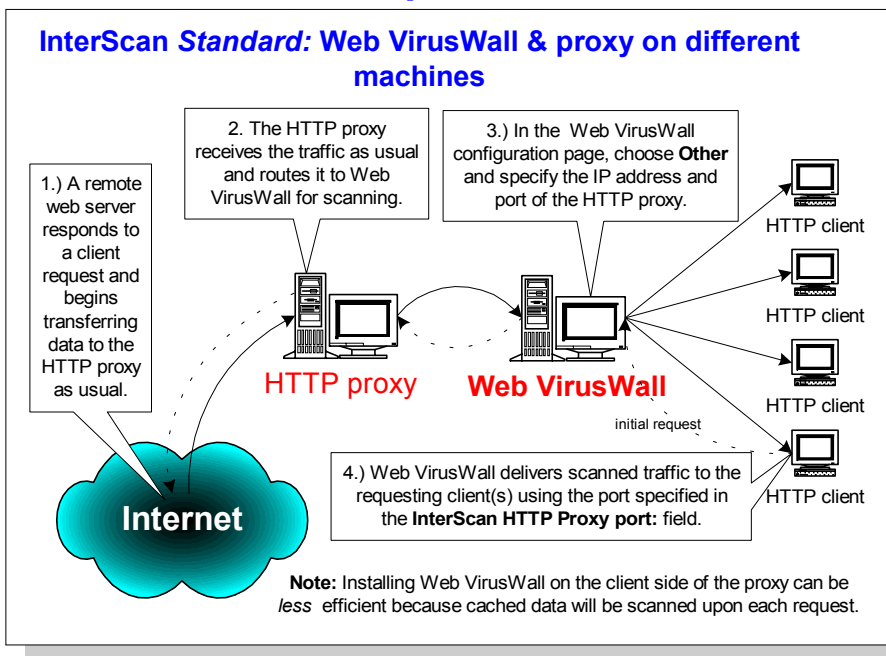 InterScan Standard: Web VirusWall & proxy on different
machines
1.) A remote
web server
responds to
a client
request and
begins
transferring
data to the
HTTP proxy
as usual.
2. The HTTP proxy
receives the traffic as usual
and routes it to Web
VirusWall for scanning.
3.) In the Web VirusWall
configuration page, choose Other
and specify the IP address and
port of the HTTP proxy.
HTTP client
HTTP client
HTTP client
HTTP client
HTTP proxy
Web VirusWall
initial request
4.) Web VirusWall delivers scanned traffic to the
requesting client(s) using the port specified in
the InterScan HTTP Proxy port: field.
Internet
Note: Installing Web VirusWall on the client side of the proxy can be
less efficient because cached data will be scanned upon each request.